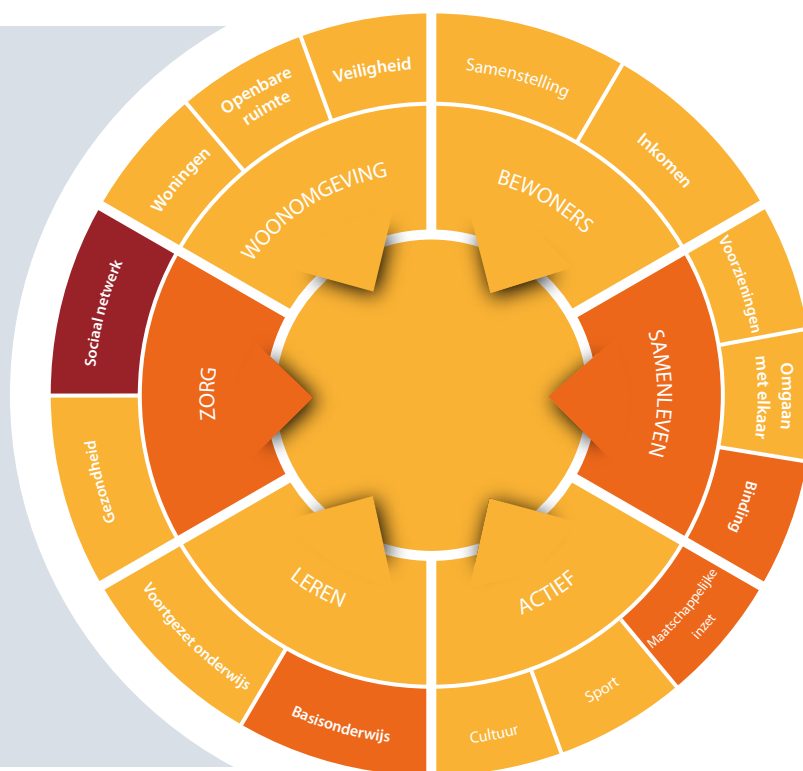 Veiligheid
Openbare
ruimte
Woningen
WOONOMGEVING
Samenstelling
Inkomen
BEWONERS
Voorzieningen
Omgaan
met elkaar
Binding
SAMENLEVEN
Maatschappelijke
inzet
Sport
Cultuur
ACTIEF
Basisonderwijs
Voortgezet onderwijs
LEREN
Gezondheid
Sociaal netwerk
ZORG